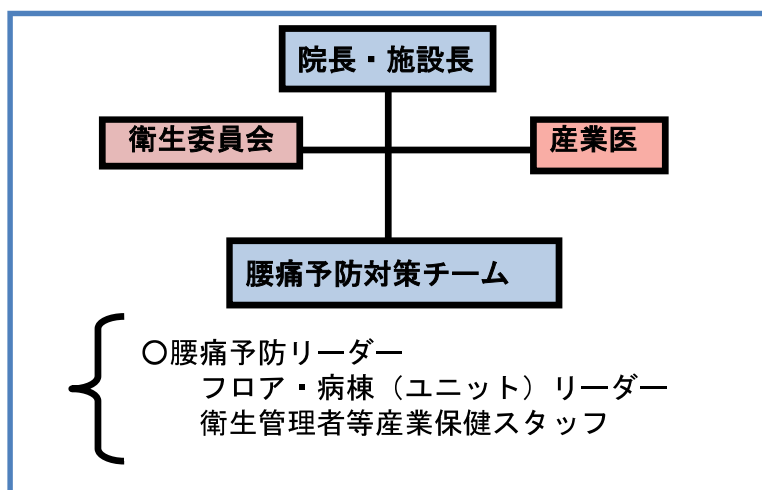 院長・施設長
衛生委員会
産業医
腰痛予防対策チーム
〇腰痛予防リーダー
フロア・病棟（ユニット）リーダー
衛生管理者等産業保健スタッフ